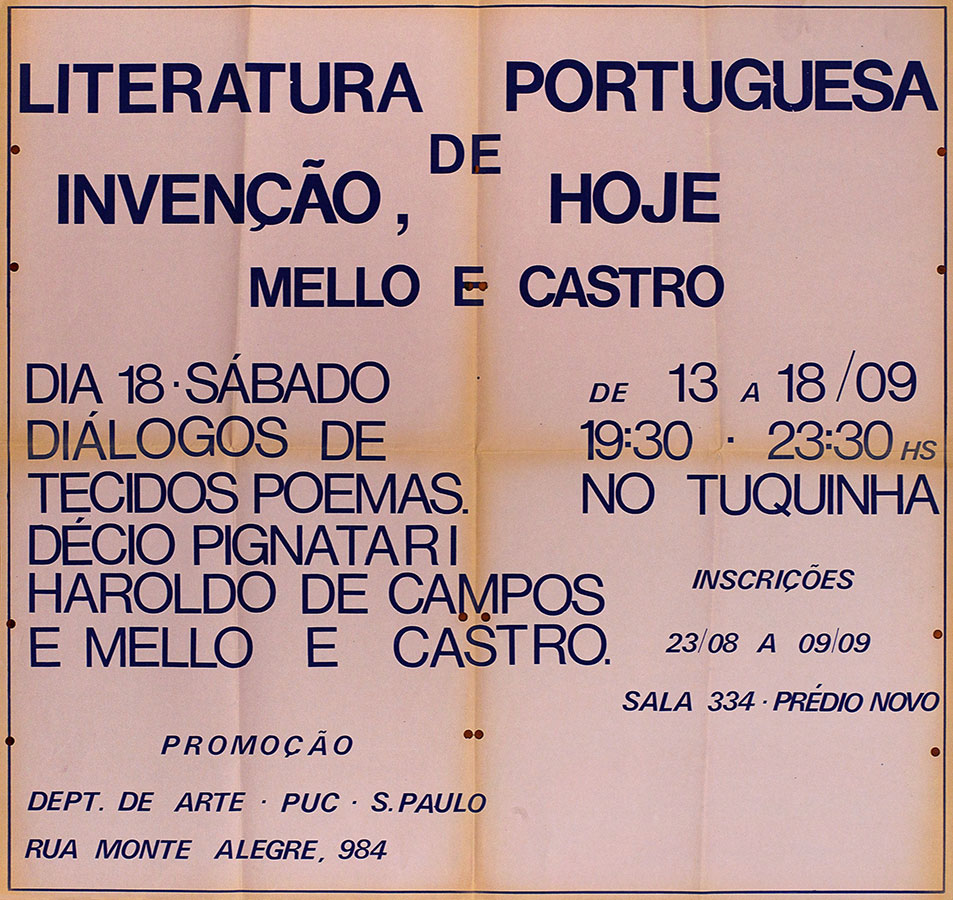 LITERATURA PORTUGUESA
DE
INVENÇÃO, HOJE
MELLO E CASTRO
DIA 18 · SÁBADO
DIÁLOGOS DE
TECIDOS POEMAS.
DÉCIO PIGNATARI
HAROLDO DE CAMPOS
E MELLO E CASTRO.
DE 13 A 18/09
19:30 · 23:30 HS
NO TUQUINHA
INSCRIÇÕES
23/08 A 09/09
SALA 334 · PRÉDIO NOVO
PROMOÇÃO
DEPT. DE ARTE · PUC · S. PAULO
RUA MONTE ALEGRE, 984